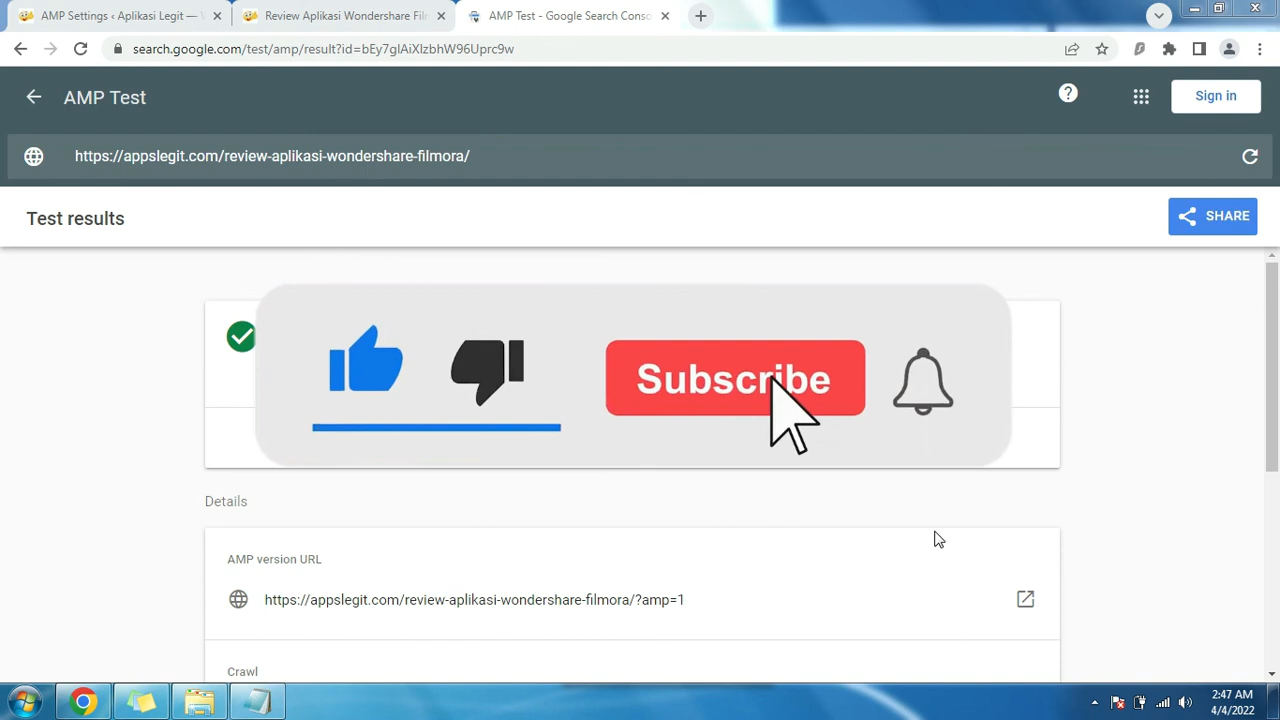 AMP Settings ‹ Aplikasi Legit —
Review Aplikasi Wondershare Fil
AMP Test - Google Search Conso
search.google.com/test/amp/result?id=bEy7glAiXlzbhW96Uprc9w
AMP Test
Sign in
https://appslegit.com/review-aplikasi-wondershare-filmora/
Test results
SHARE
Subscribe
Details
AMP version URL
https://appslegit.com/review-aplikasi-wondershare-filmora/?amp=1
Crawl
2:47 AM
4/4/2022